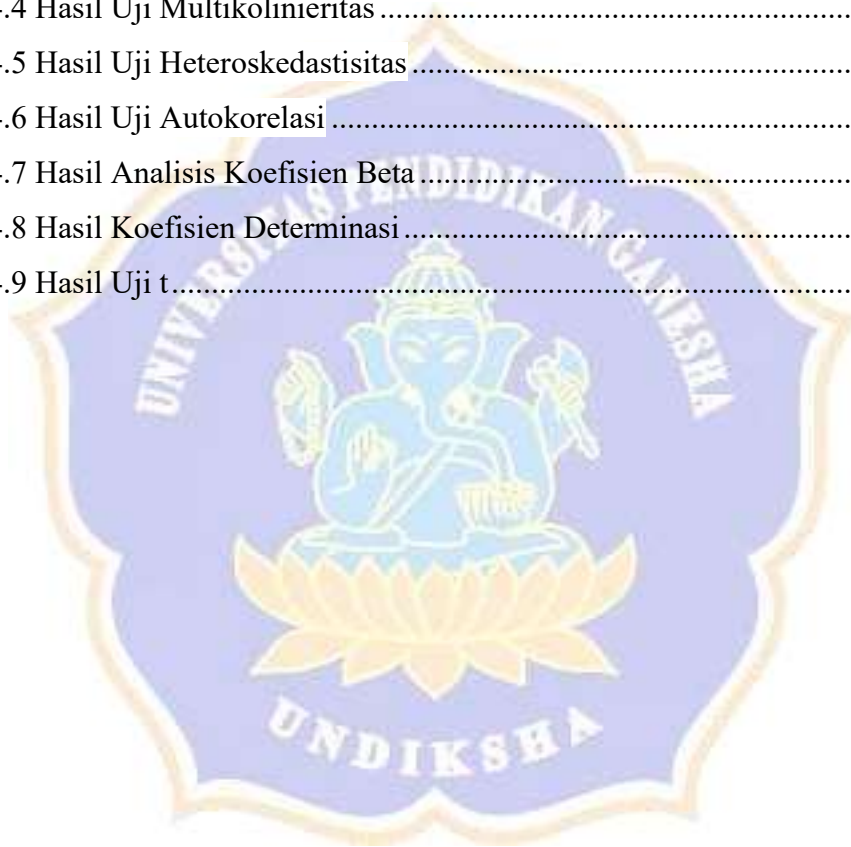 .4 Hasil Uji Multikolinieritas
.5 Hasil Uji Heteroskedastisitas
.6 Hasil Uji Autokorelasi
.7 Hasil Analisis Koefisien Beta
.8 Hasil Koefisien Determinasi
.9 Hasil Uji t
UNIVERSITAS PENDIDIKAN GANESHA
UNDIKSHA